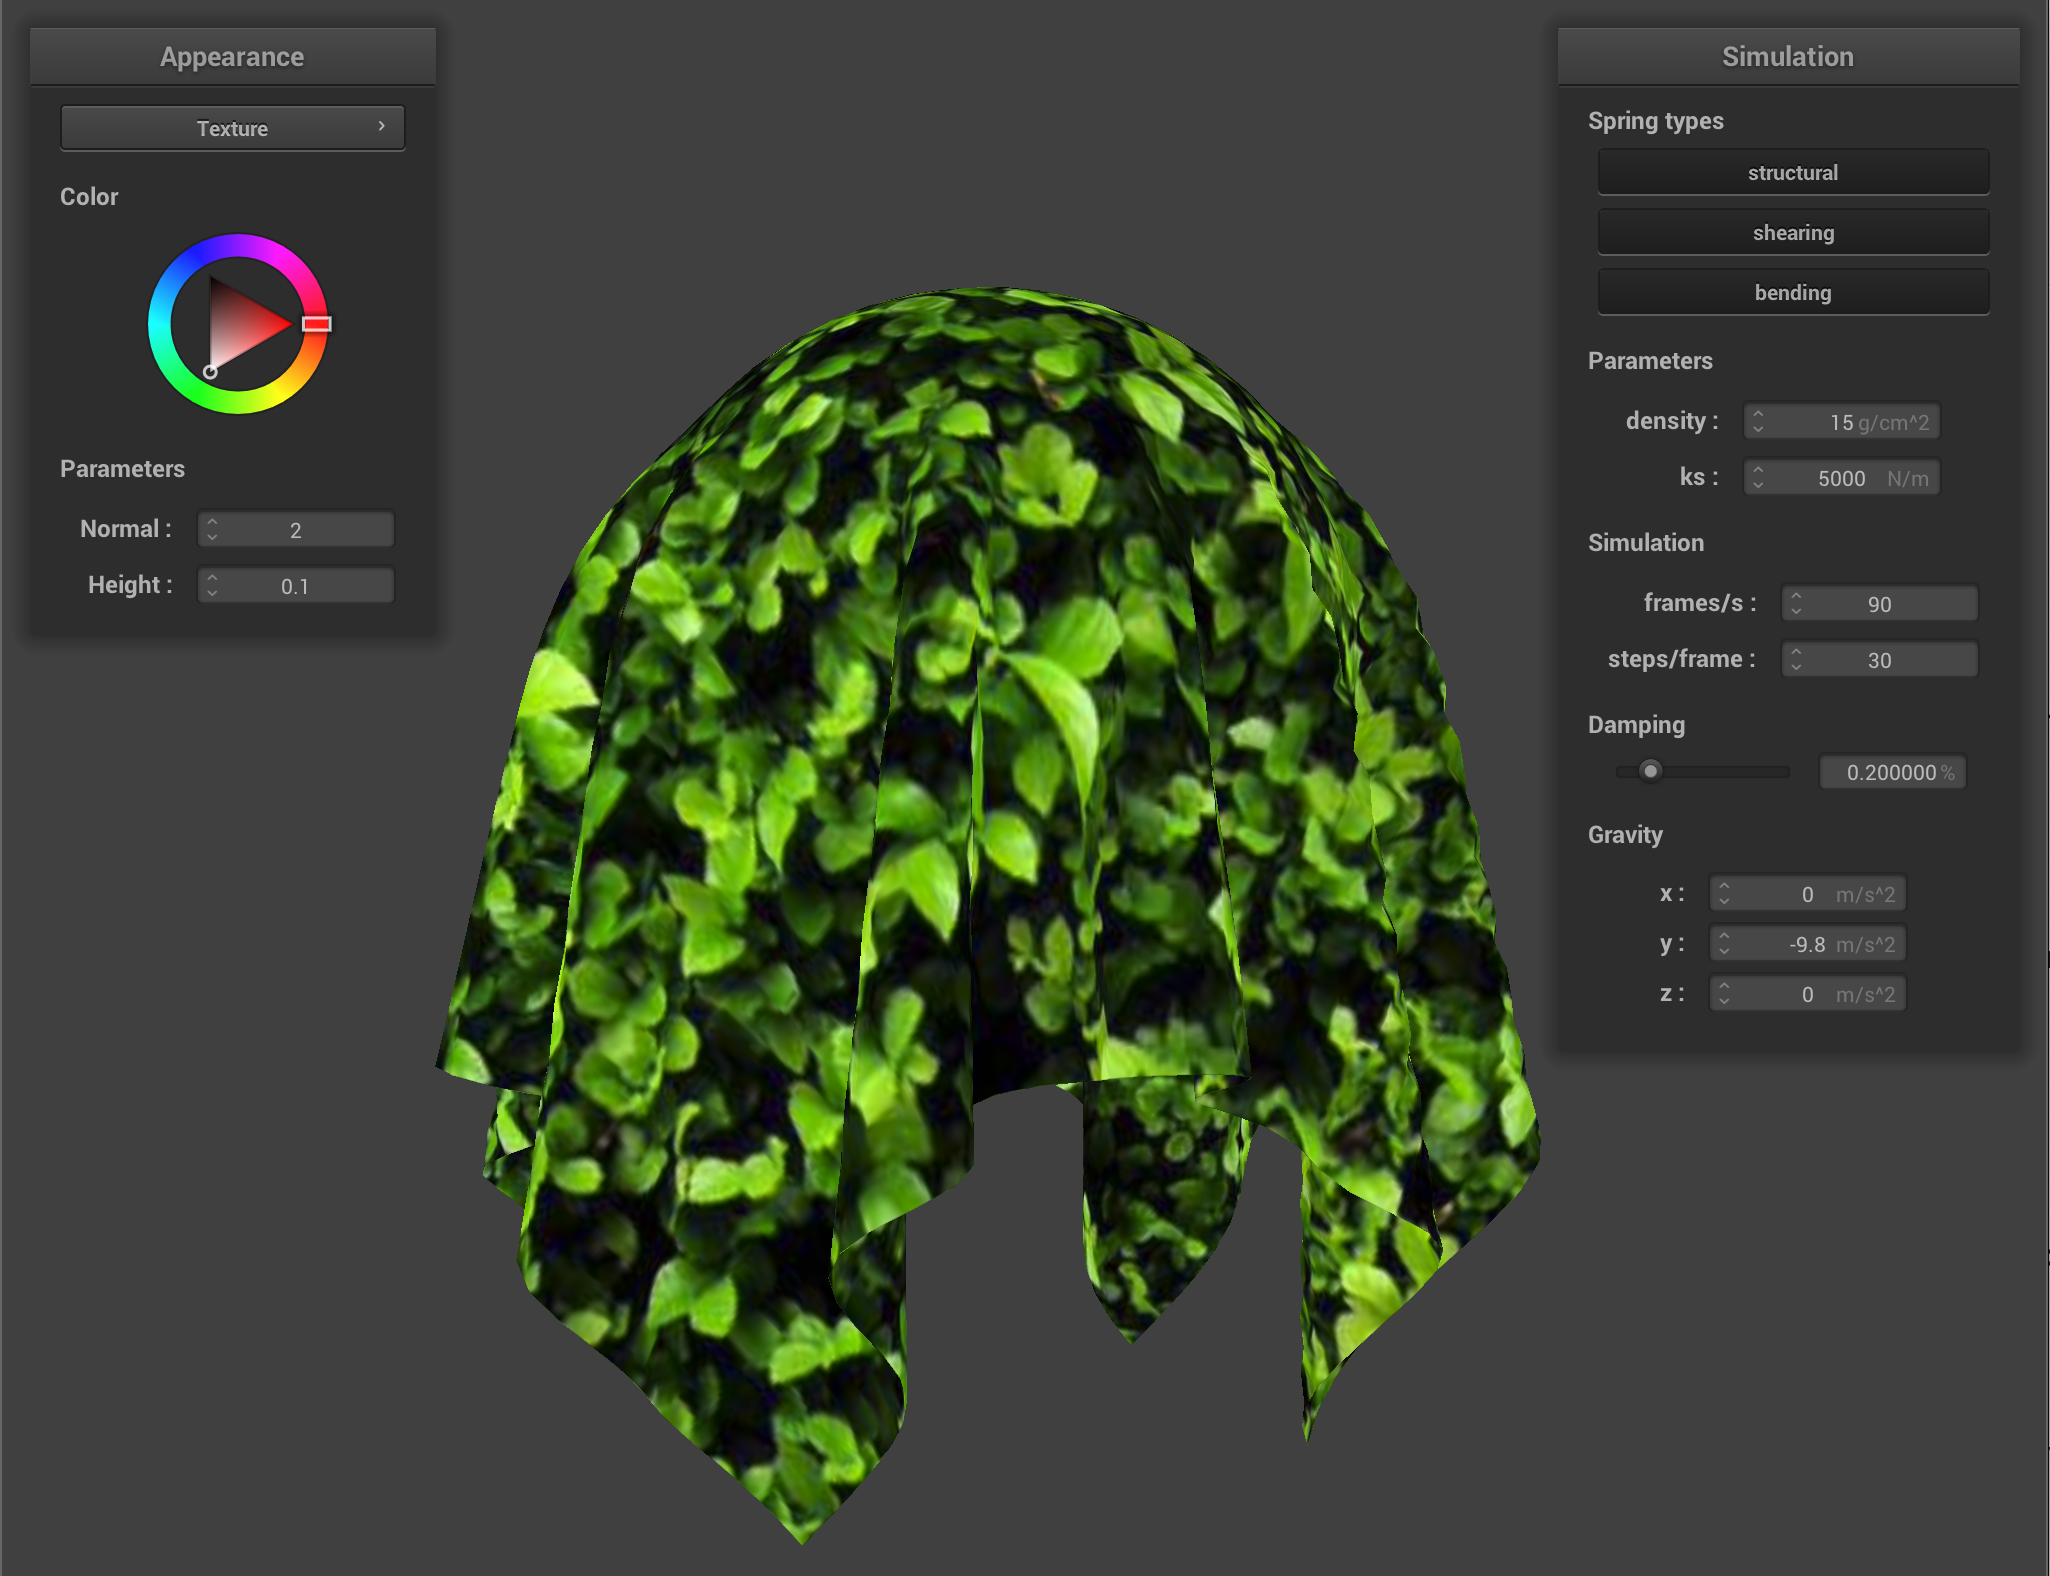 Appearance
Texture
Color
Parameters
Normal : 2
Height : 0.1
Simulation
Spring types
structural
shearing
bending
Parameters
density : 15 g/cm^2
ks : 5000 N/m
Simulation
frames/s : 90
steps/frame : 30
Damping
0.200000 %
Gravity
x : 0 m/s^2
y : -9.8 m/s^2
z : 0 m/s^2